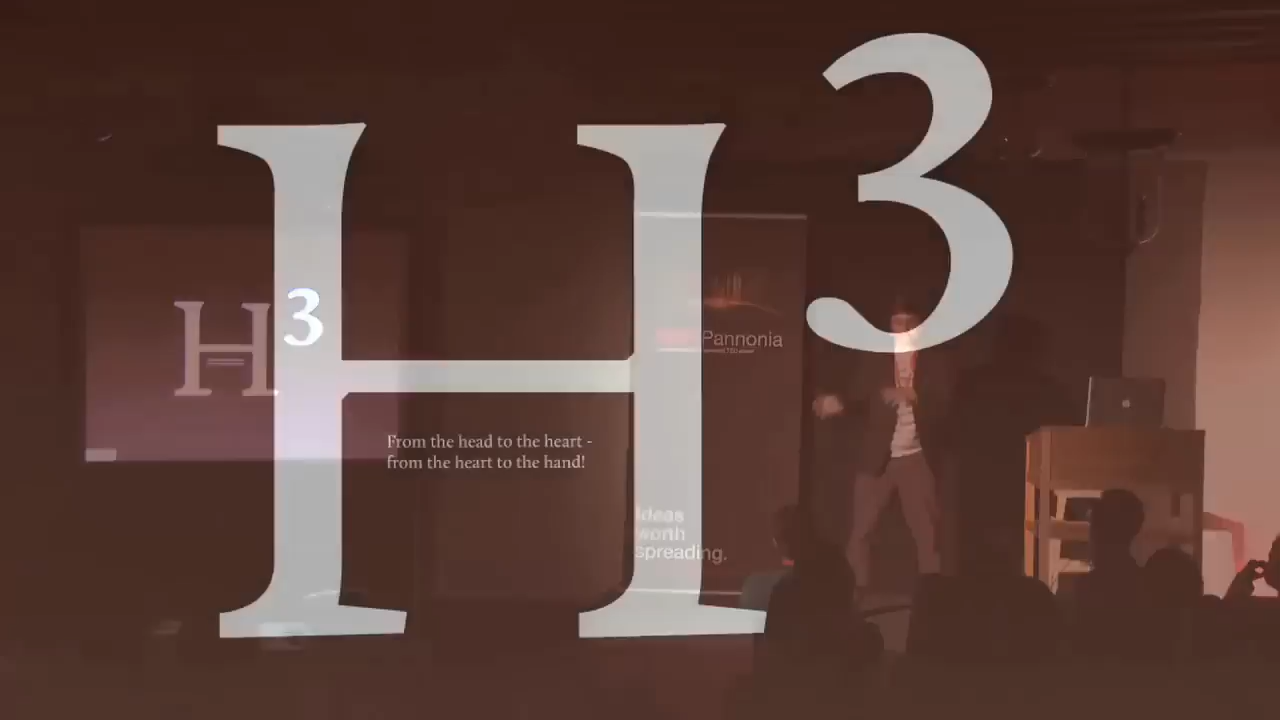 H3
From the head to the heart -
from the heart to the hand!
H3
Pannonia
Ideas
worth
spreading.